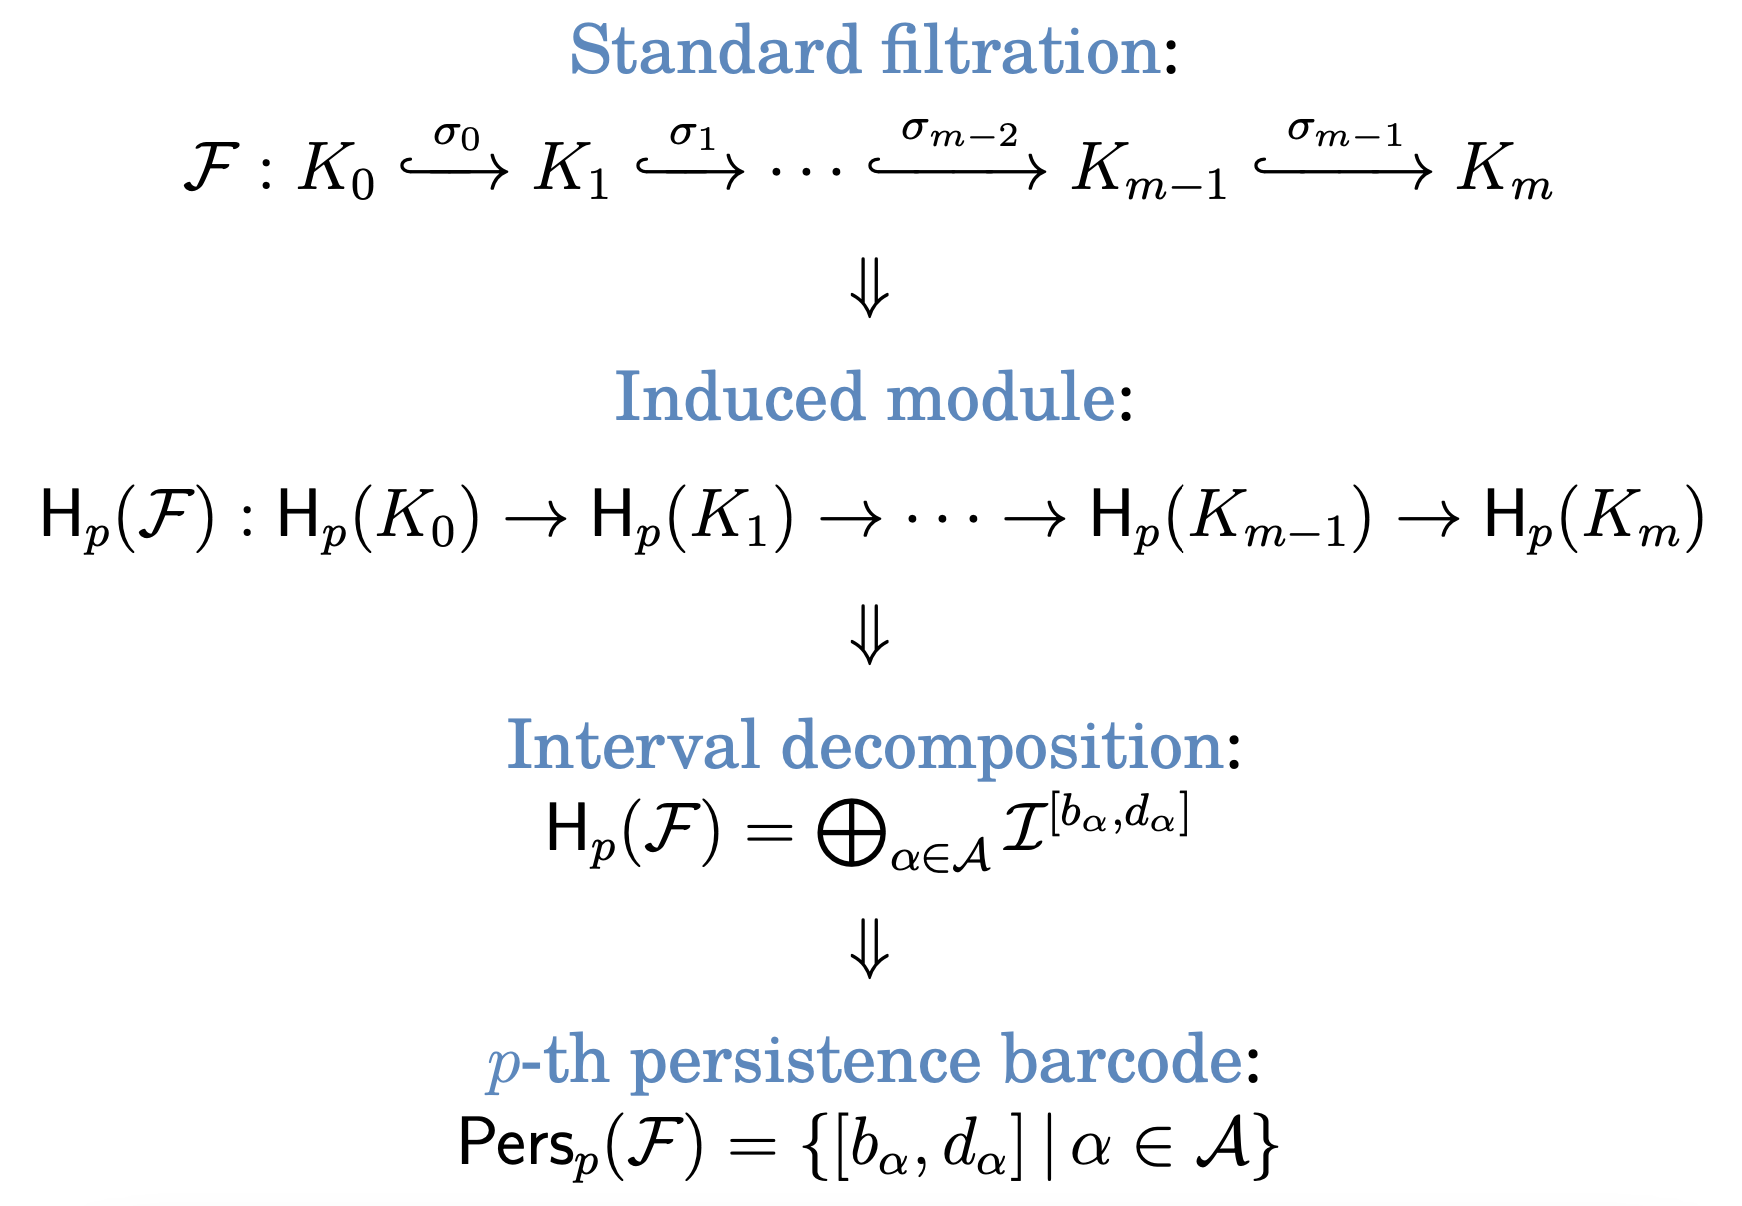 Standard filtration:
ℱ : K₀ ↪^{σ₀} K₁ ↪^{σ₁} ⋯ ↪^{σ_{m−2}} K_{m−1} ↪^{σ_{m−1}} K_m
⇓
Induced module:
H_p(ℱ) : H_p(K₀) → H_p(K₁) → ⋯ → H_p(K_{m−1}) → H_p(K_m)
⇓
Interval decomposition:
H_p(ℱ) = ⨁_{α∈𝒜} ℐ^{[b_α,d_α]}
⇓
p-th persistence barcode:
Pers_p(ℱ) = {[b_α, d_α] | α ∈ 𝒜}